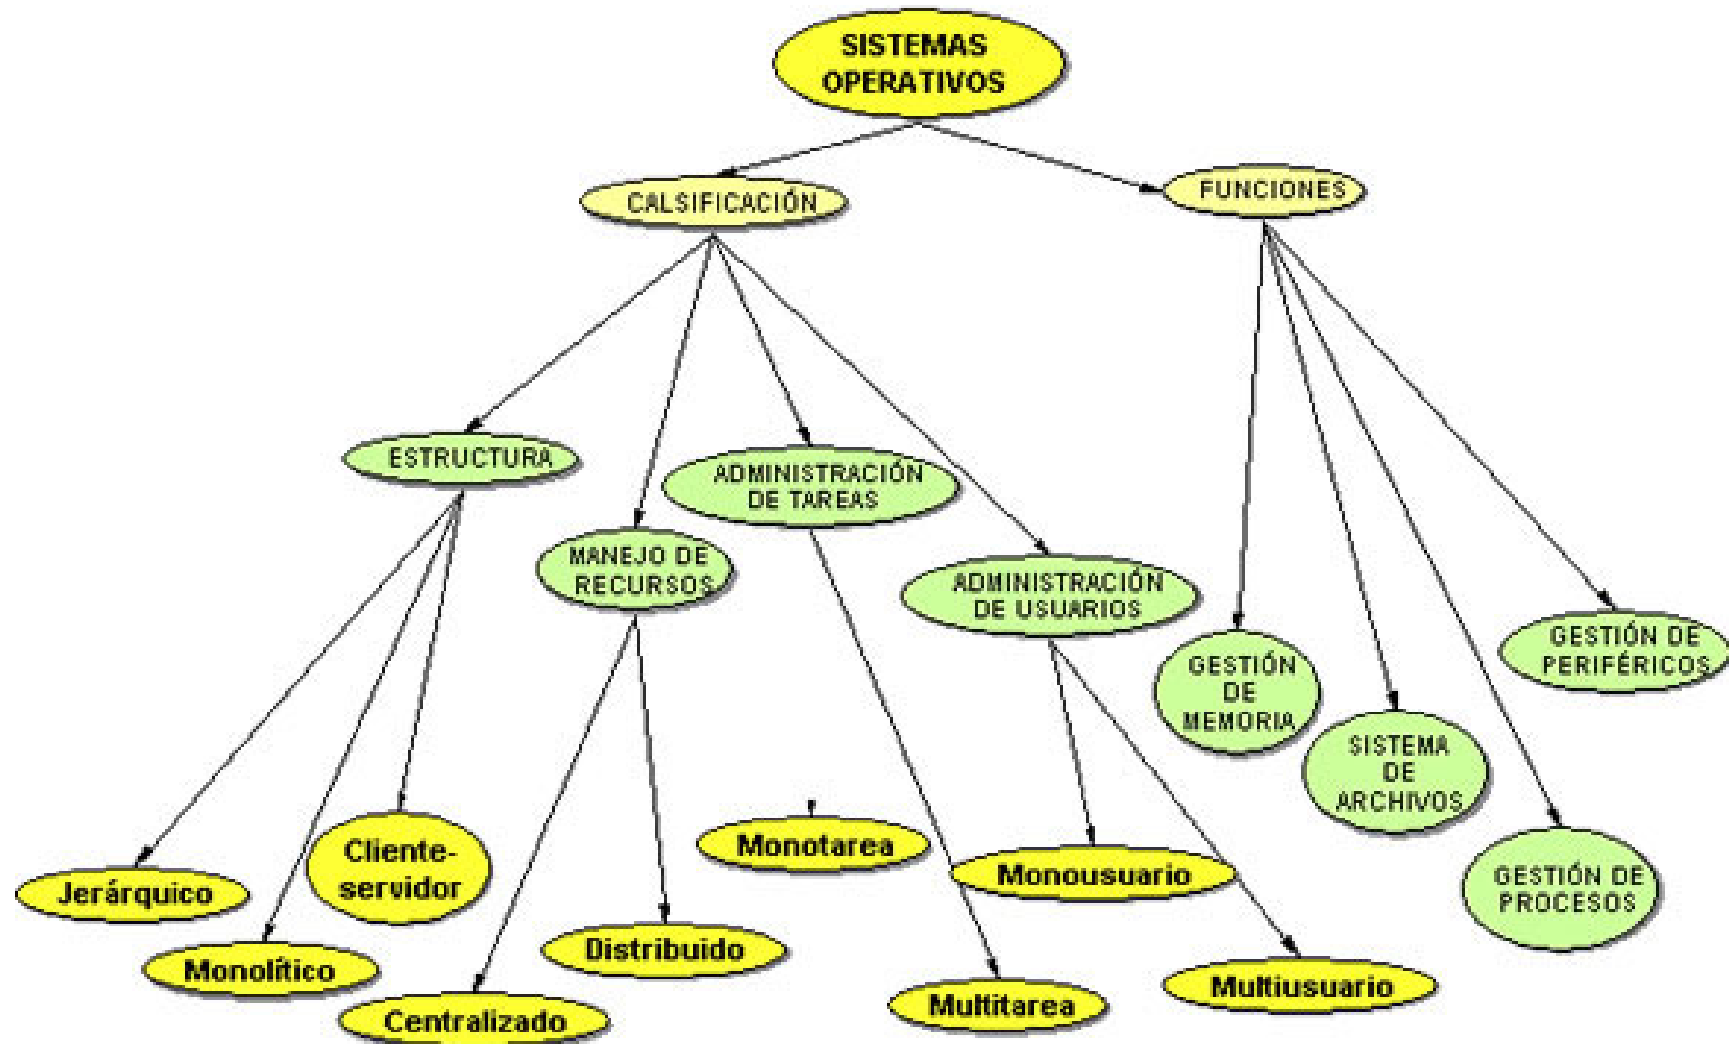 SISTEMAS
OPERATIVOS
CALSIFICACIÓN
FUNCIONES
ESTRUCTURA
MANEJO DE
RECURSOS
ADMINISTRACIÓN
DE TAREAS
ADMINISTRACIÓN
DE USUARIOS
GESTIÓN
DE
MEMORIA
SISTEMA
DE
ARCHIVOS
GESTIÓN DE
PROCESOS
GESTIÓN DE
PERIFÉRICOS
Jerárquico
Monolítico
Cliente-
servidor
Centralizado
Distribuido
Monotarea
Multitarea
Monousuario
Multiusuario